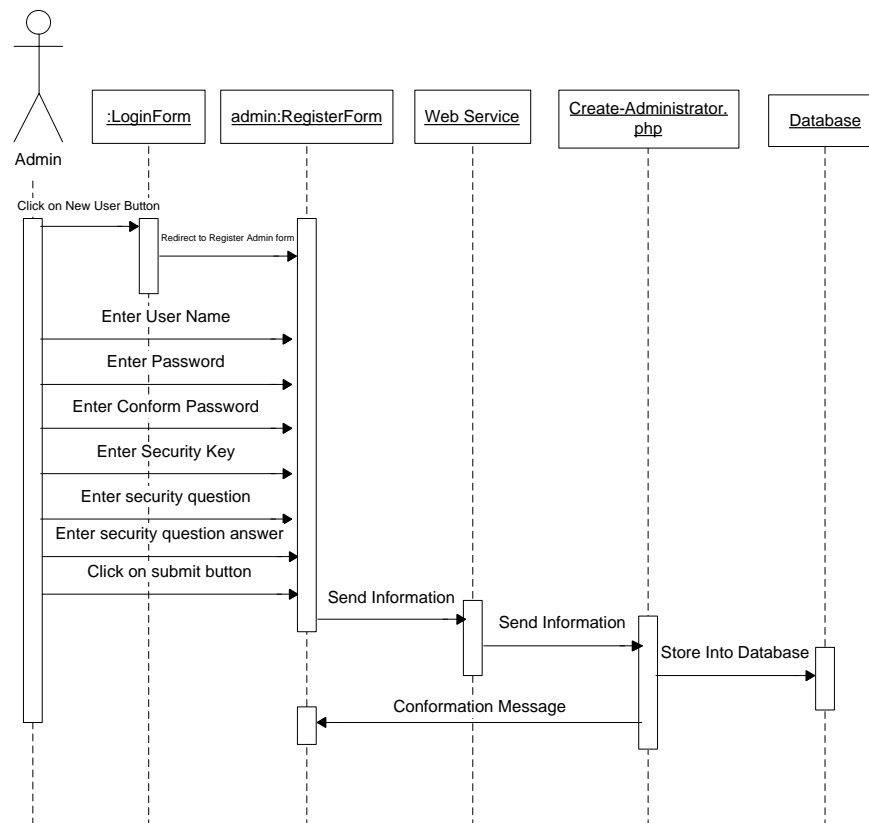 :LoginForm
admin:RegisterForm
Web Service
Create-Administrator.
php
Database
Admin
Click on New User Button
Redirect to Register Admin form
Enter User Name
Enter Password
Enter Conform Password
Enter Security Key
Enter security question
Enter security question answer
Click on submit button
Send Information
Send Information
Store Into Database
Conformation Message